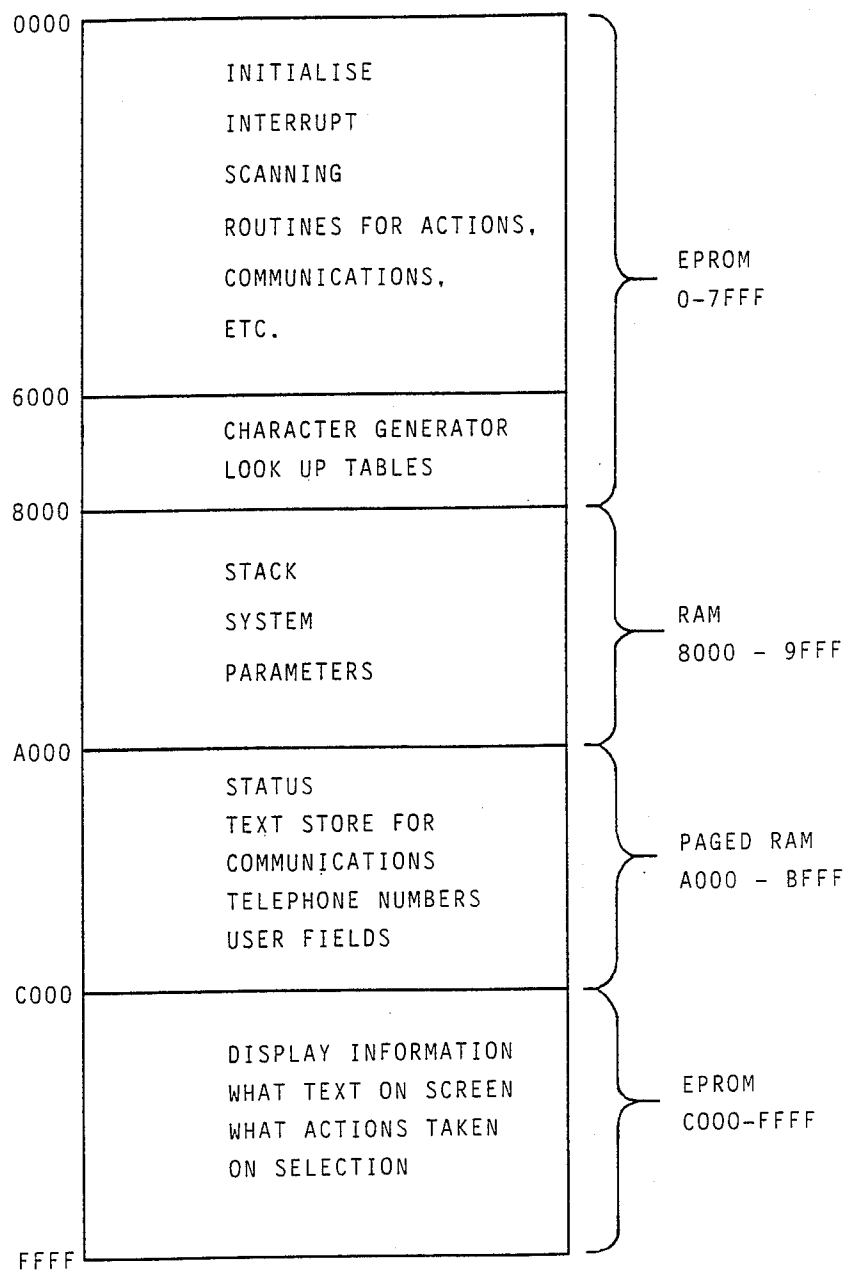 0000
INITIALISE
INTERRUPT
SCANNING
ROUTINES FOR ACTIONS,
COMMUNICATIONS,
ETC.
EPROM
0-7FFF
6000
CHARACTER GENERATOR
LOOK UP TABLES
8000
STACK
SYSTEM
PARAMETERS
RAM
8000 - 9FFF
A000
STATUS
TEXT STORE FOR
COMMUNICATIONS
TELEPHONE NUMBERS
USER FIELDS
PAGED RAM
A000 - BFFF
C000
DISPLAY INFORMATION
WHAT TEXT ON SCREEN
WHAT ACTIONS TAKEN
ON SELECTION
EPROM
C000-FFFF
FFFF